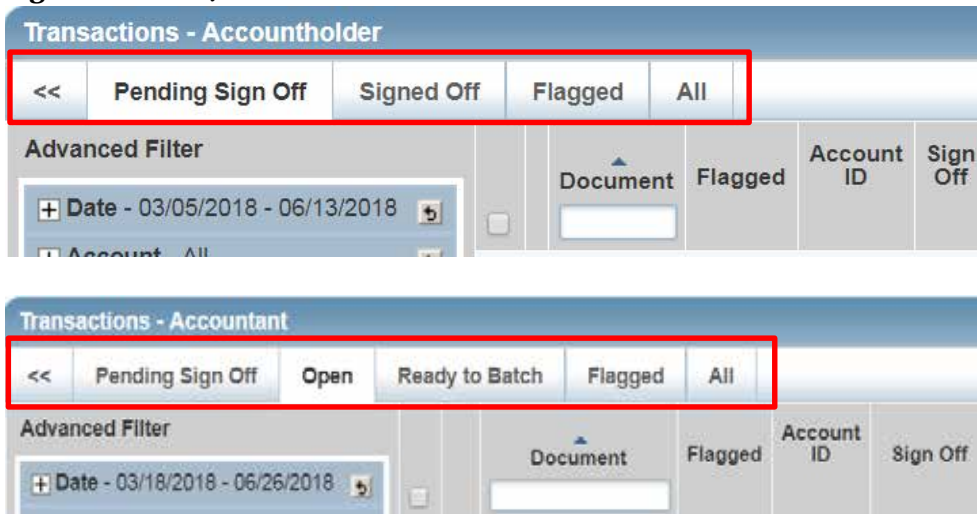 Transactions - Accountholder
<< Pending Sign Off Signed Off Flagged All
Advanced Filter
Document Flagged Account ID Sign Off
+ Date - 03/05/2018 - 06/13/2018
+ Account - All
Transactions - Accountant
<< Pending Sign Off Open Ready to Batch Flagged All
Advanced Filter
Document Flagged Account ID Sign Off
+ Date - 03/18/2018 - 06/26/2018